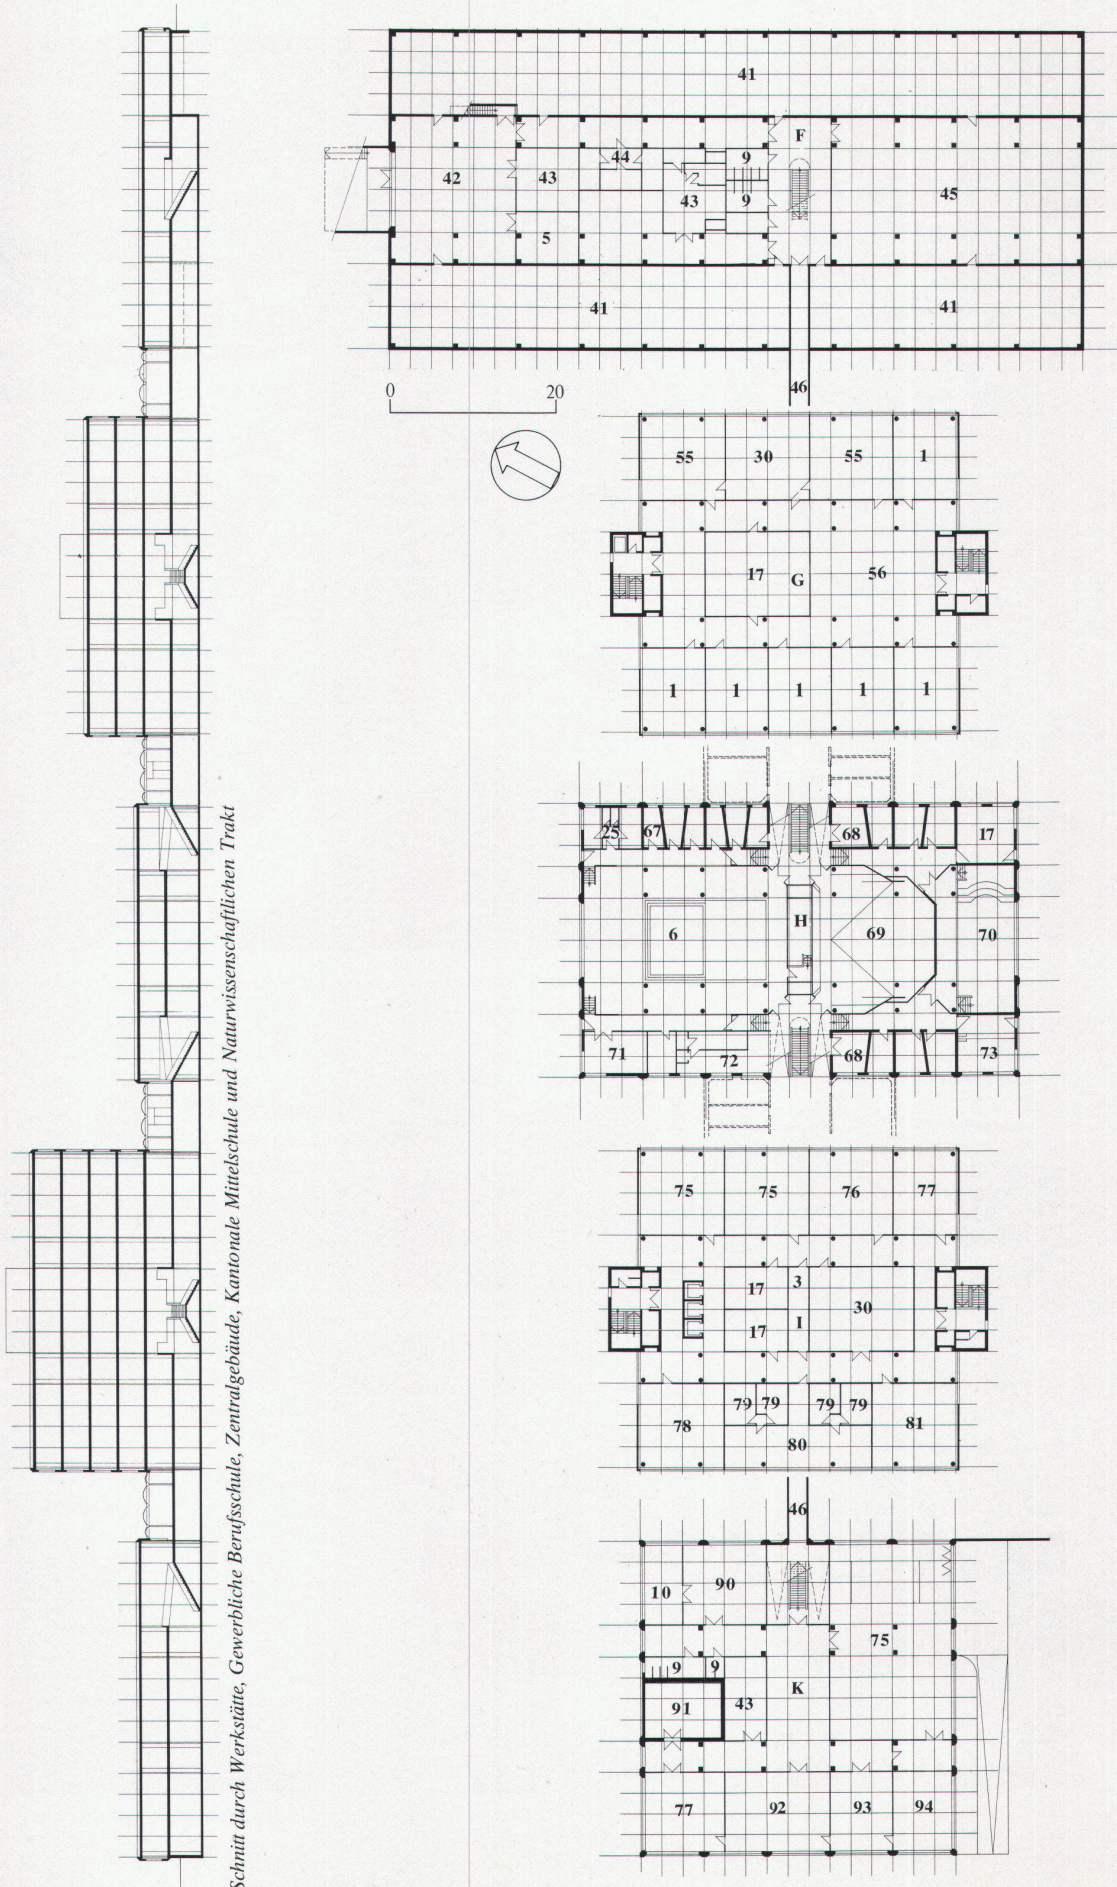 41
F
42 43 44 43 9 9 45
5
41 41
46
0 20
55 30 55 1
17 G 56
1 1 1 1 1
25 67 68 17
6 H 69 70
71 72 68 73
75 75 76 77
17 3 30
17 I
78 79 79 79 79 81
80
46
10 90
75
9 9
91 43 K
77 92 93 94
Schnitt durch Werkstätte, Gewerbliche Berufsschule, Zentralgebäude, Kantonale Mittelschule und Naturwissenschaftlichen Trakt